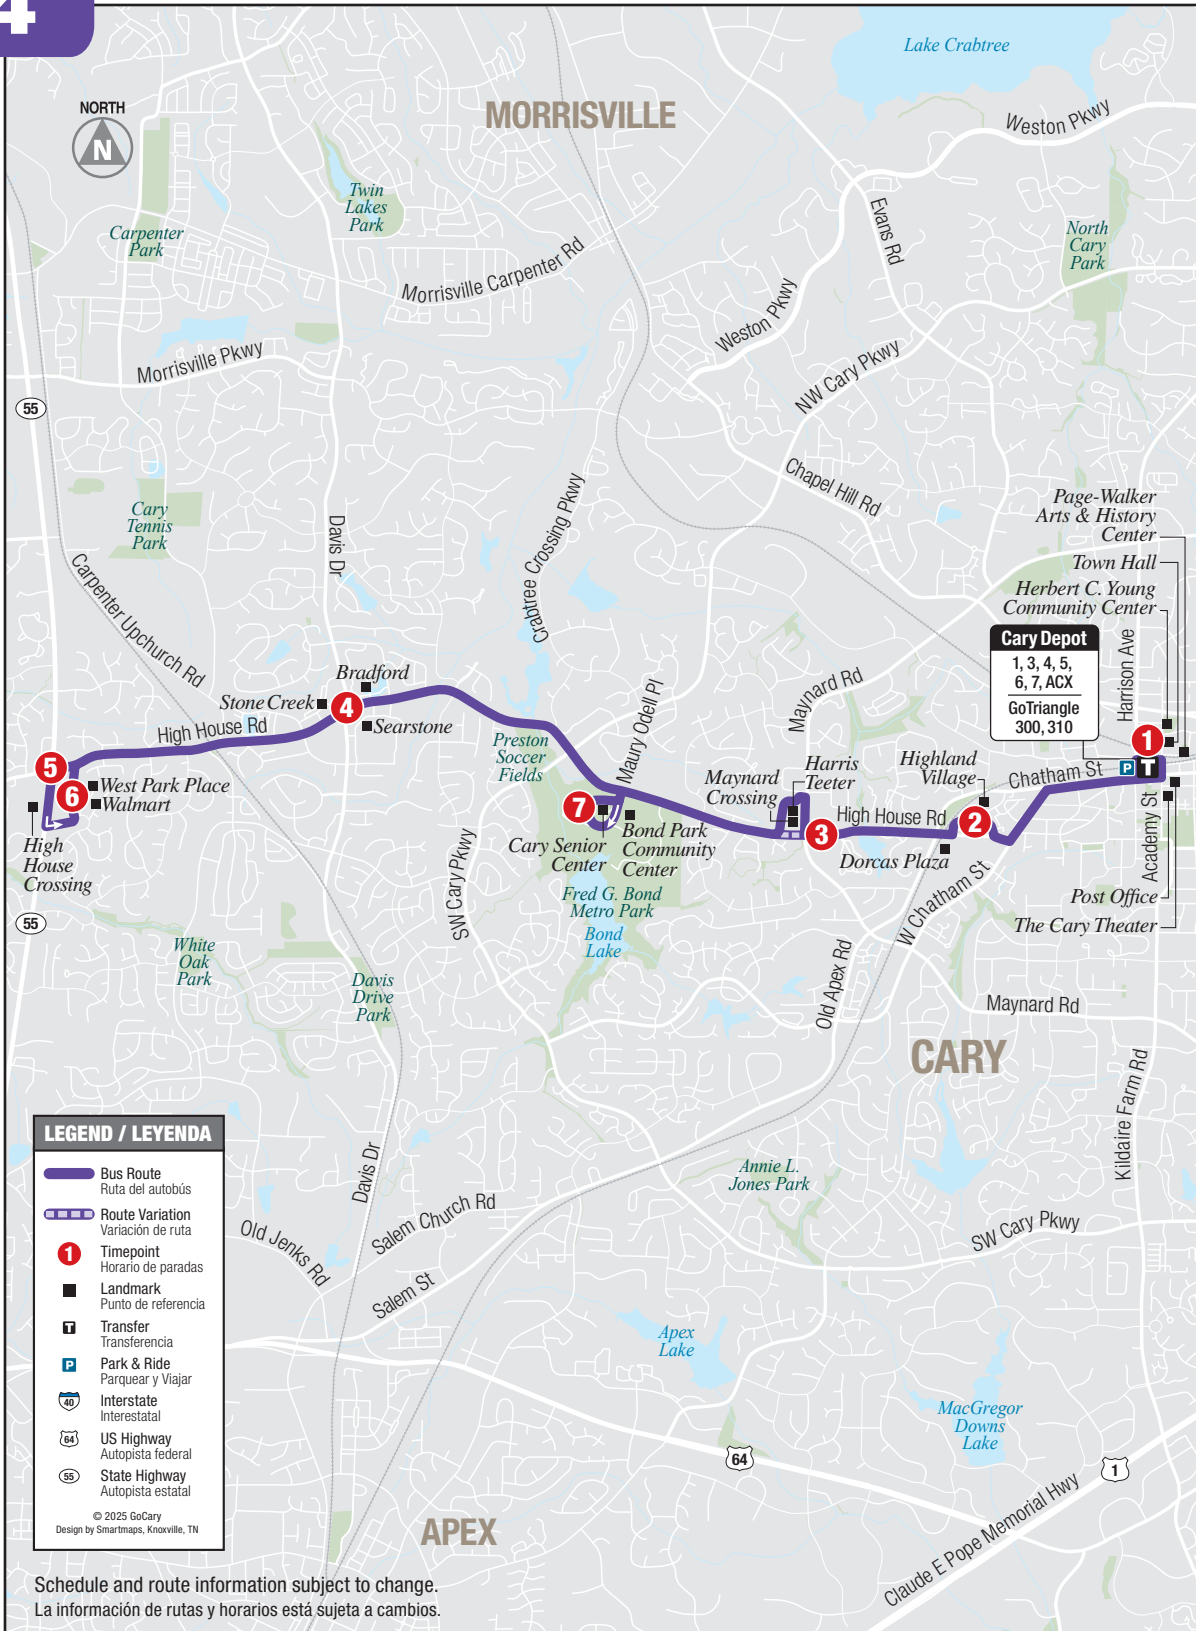 4
Lake Crabtree
NORTH
N
MORRISVILLE
Weston Pkwy
Twin
Lakes
Park
Carpenter
Park
Evans Rd
North
Cary
Park
Morrisville Carpenter Rd
Weston Pkwy
Morrisville Pkwy
NW Cary Pkwy
55
Chapel Hill Rd
Cary
Tennis
Park
Davis Dr
Crabtree Crossing Pkwy
Page-Walker
Arts & History
Center
Town Hall
Herbert C. Young
Community Center
Carpenter Upchurch Rd
Cary Depot
1, 3, 4, 5,
6, 7, ACX
GoTriangle
300, 310
Harrison Ave
Bradford
Stone Creek
4
Searstone
High House Rd
Maury Odell Pl
Maynard Rd
Preston
Soccer
Fields
1
P
T
5
6
West Park Place
Walmart
High
House
Crossing
7
Cary Senior
Center
Bond Park
Community
Center
Maynard
Crossing
Harris
Teeter
3
High House Rd
Highland
Village
2
Chatham St
Dorcas Plaza
W Chatham St
Academy St
Post Office
The Cary Theater
SW Cary Pkwy
Fred G. Bond
Metro Park
Bond
Lake
55
White
Oak
Park
Davis
Drive
Park
Old Apex Rd
Maynard Rd
CARY
Kildaire Farm Rd
LEGEND / LEYENDA
Bus Route
Ruta del autobús
Route Variation
Variación de ruta
1
Timepoint
Horario de paradas
Landmark
Punto de referencia
T
Transfer
Transferencia
P
Park & Ride
Parquear y Viajar
40
Interstate
Interestatal
64
US Highway
Autopista federal
55
State Highway
Autopista estatal
© 2025 GoCary
Design by Smartmaps, Knoxville, TN
Davis Dr
Salem Church Rd
Old Jenks Rd
Salem St
Annie L.
Jones Park
SW Cary Pkwy
Apex
Lake
MacGregor
Downs
Lake
64
1
Claude E Pope Memorial Hwy
APEX
Schedule and route information subject to change.
La información de rutas y horarios está sujeta a cambios.